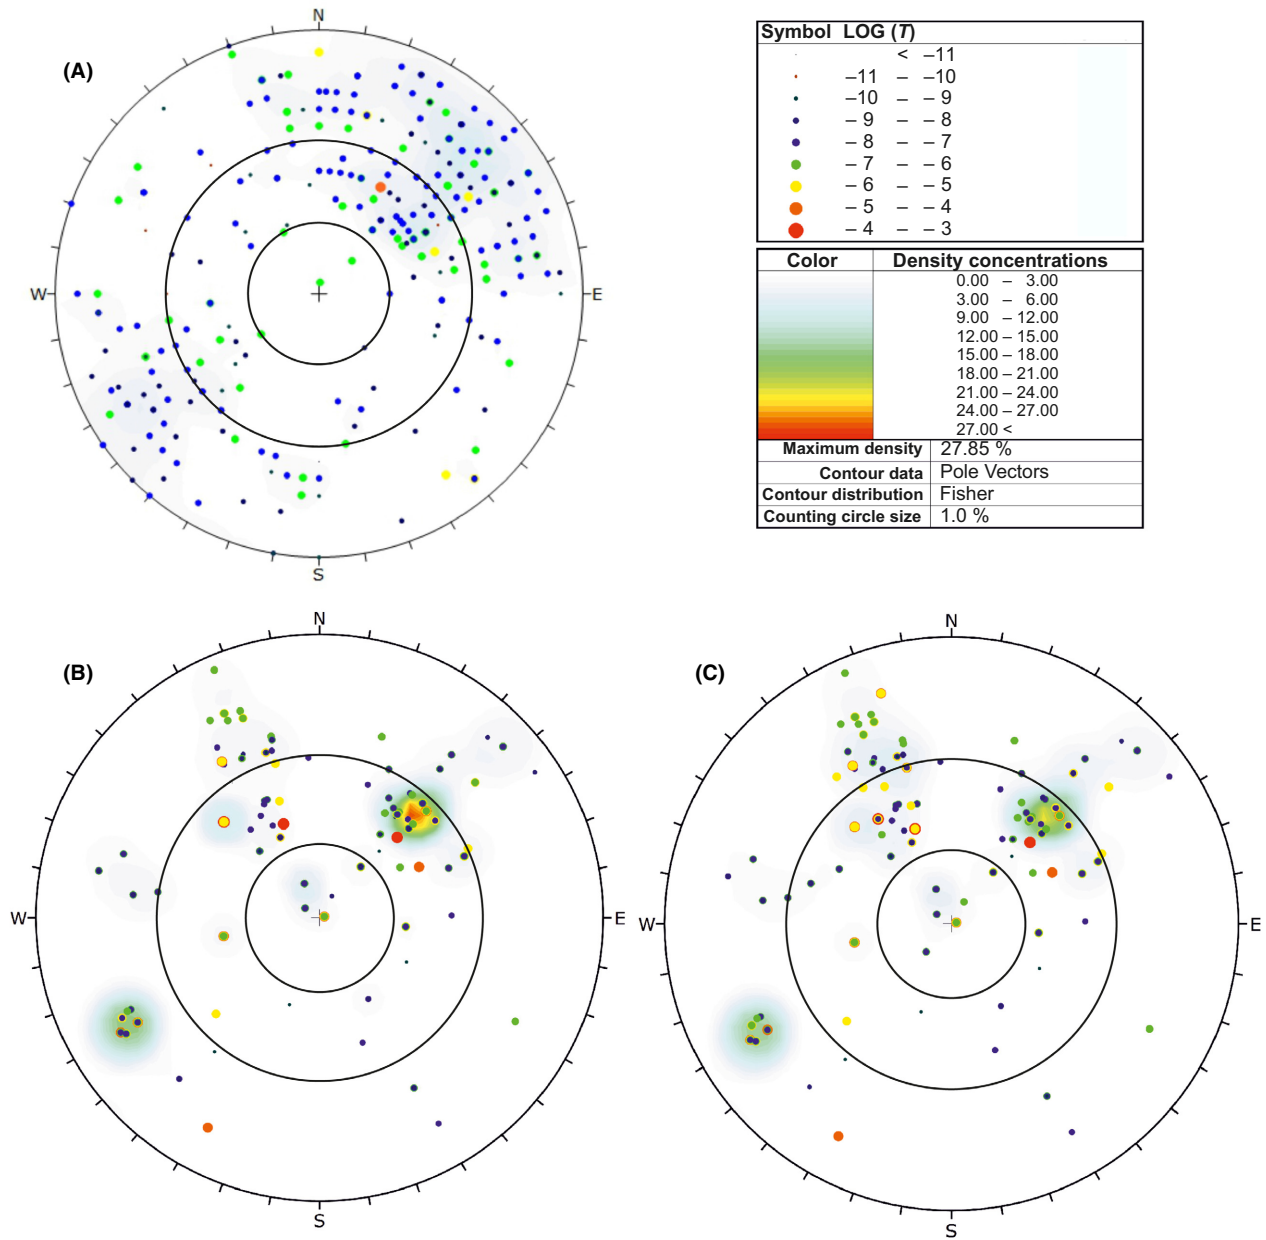 N
(A)
W
E
S
Symbol LOG (T)
< –11
–11 – –10
–10 – – 9
– 9 – – 8
– 8 – – 7
– 7 – – 6
– 6 – – 5
– 5 – – 4
– 4 – – 3
Color Density concentrations
0.00 – 3.00
3.00 – 6.00
9.00 – 12.00
12.00 – 15.00
15.00 – 18.00
18.00 – 21.00
21.00 – 24.00
24.00 – 27.00
27.00 <
Maximum density 27.85 %
Contour data Pole Vectors
Contour distribution Fisher
Counting circle size 1.0 %
N
(B)
W
E
S
N
(C)
W
E
S